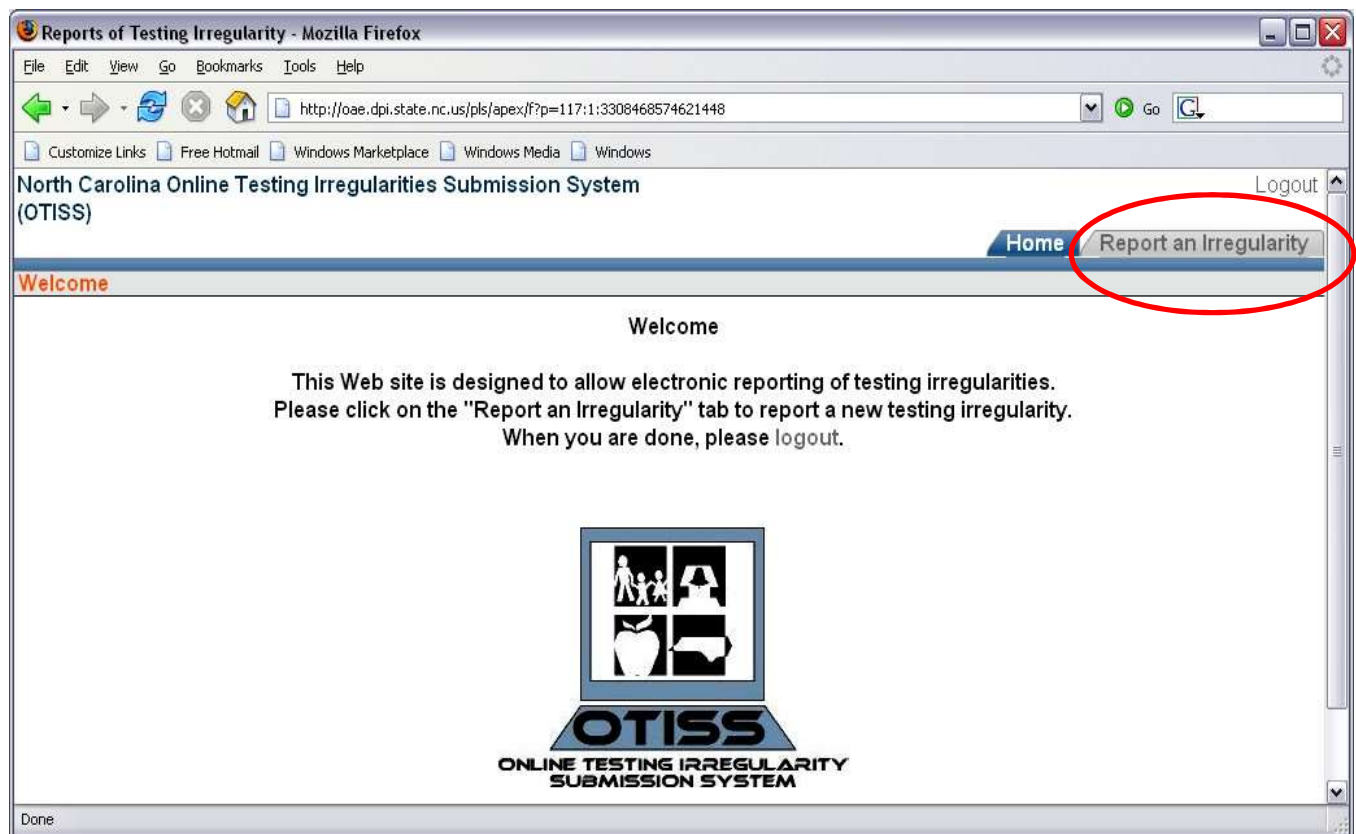 Reports of Testing Irregularity - Mozilla Firefox
File Edit View Go Bookmarks Tools Help
http://oae.dpi.state.nc.us/pls/apex/f?p=117:1:3308468574621448 Go G
Customize Links Free Hotmail Windows Marketplace Windows Media Windows
North Carolina Online Testing Irregularities Submission System Logout
(OTISS)
Home Report an Irregularity
Welcome
Welcome
This Web site is designed to allow electronic reporting of testing irregularities.
Please click on the "Report an Irregularity" tab to report a new testing irregularity.
When you are done, please logout.
OTISS
ONLINE TESTING IRREGULARITY
SUBMISSION SYSTEM
Done